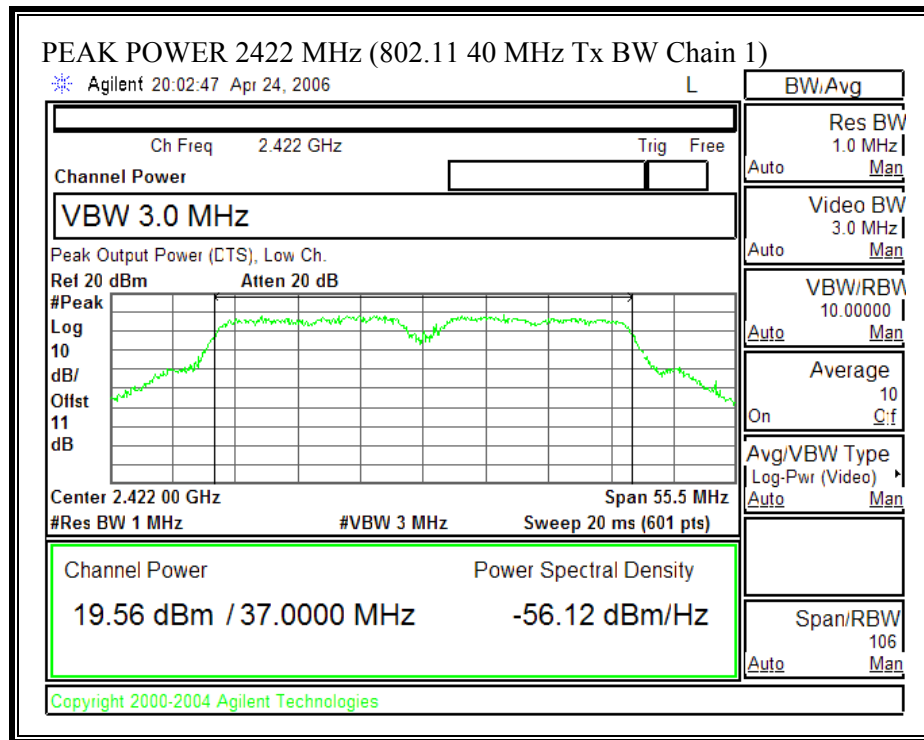 PEAK POWER 2422 MHz (802.11 40 MHz Tx BW Chain 1)
Agilent 20:02:47 Apr 24, 2006 L
BW/Avg
Ch Freq 2.422 GHz Trig Free
Channel Power
VBW 3.0 MHz
Peak Output Power (DTS), Low Ch.
Ref 20 dBm Atten 20 dB
#Peak
Log
10
dB/
Offst
11
dB
Center 2.422 00 GHz Span 55.5 MHz
#Res BW 1 MHz #VBW 3 MHz Sweep 20 ms (601 pts)
Channel Power Power Spectral Density
19.56 dBm / 37.0000 MHz -56.12 dBm/Hz
Copyright 2000-2004 Agilent Technologies
Res BW
1.0 MHz
Auto Man
Video BW
3.0 MHz
Auto Man
VBW/RBW
10.00000
Auto Man
Average
10
On Off
Avg/VBW Type
Log-Pwr (Video)
Auto Man
Span/RBW
106
Auto Man